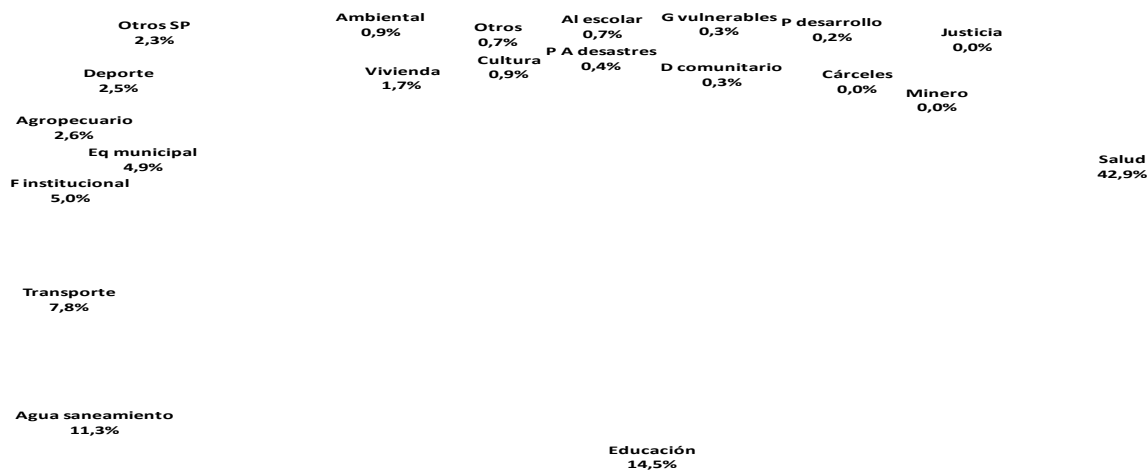 Otros SP
2,3%
Ambiental
0,9%
Otros
0,7%
Al escolar
0,7%
G vulnerables
0,3%
P desarrollo
0,2%
Justicia
0,0%
Deporte
2,5%
Vivienda
1,7%
Cultura
0,9%
P A desastres
0,4%
D comunitario
0,3%
Cárceles
0,0%
Minero
0,0%
Agropecuario
2,6%
Eq municipal
4,9%
Salud
42,9%
F institucional
5,0%
Transporte
7,8%
Agua saneamiento
11,3%
Educación
14,5%